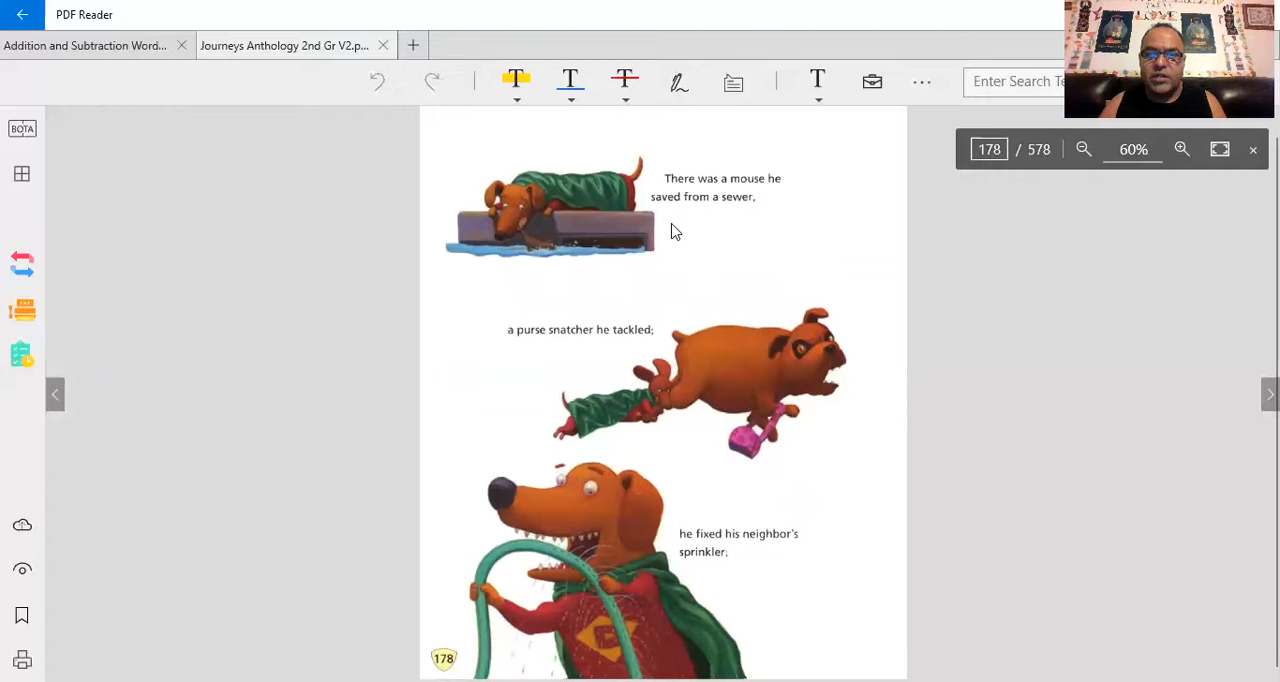 PDF Reader
Addition and Subtraction Word...
Journeys Anthology 2nd Gr V2.p...
T T T T
Enter Search Te
LOVE
BOTA
178 / 578
60%
There was a mouse he
saved from a sewer,
a purse snatcher he tackled;
he fixed his neighbor's
sprinkler;
178